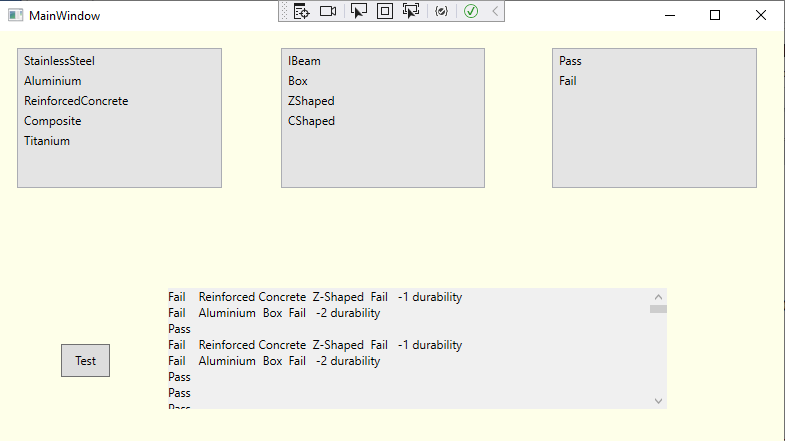 MainWindow
StainlessSteel
Aluminium
ReinforcedConcrete
Composite
Titanium
IBeam
Box
ZShaped
CShaped
Pass
Fail
Fail Reinforced Concrete Z-Shaped Fail -1 durability
Fail Aluminium Box Fail -2 durability
Pass
Fail Reinforced Concrete Z-Shaped Fail -1 durability
Fail Aluminium Box Fail -2 durability
Pass
Pass
Pass
Test